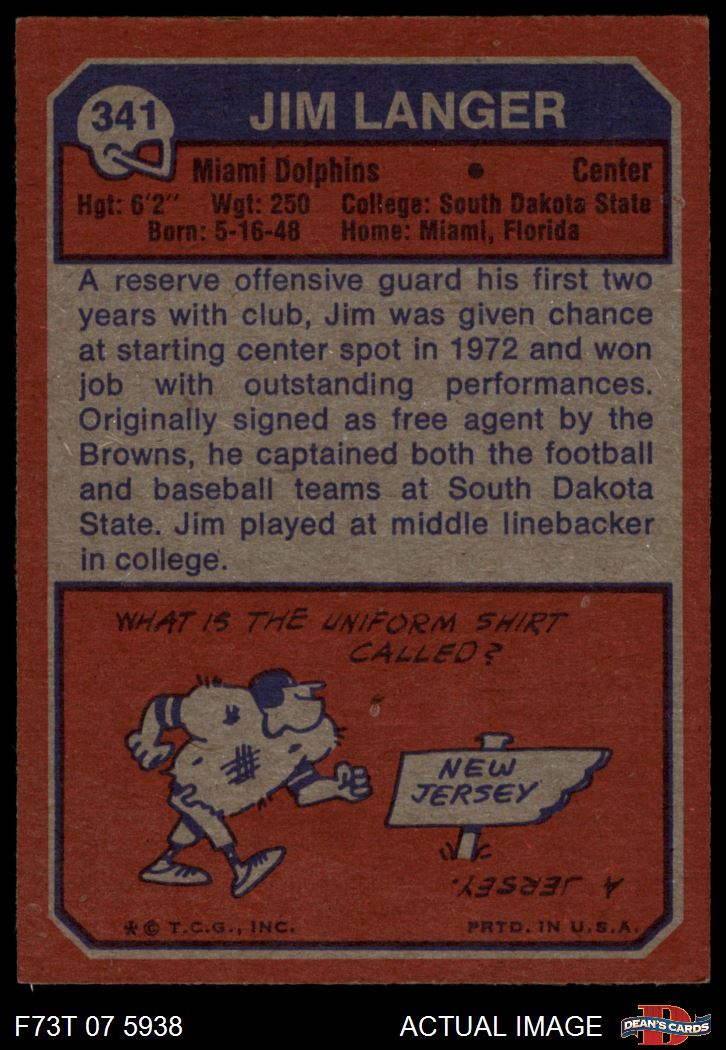 341
JIM LANGER
Miami Dolphins • Center
Hgt: 6'2" Wgt: 250 College: South Dakota State
Born: 5-16-48 Home: Miami, Florida
A reserve offensive guard his first two
years with club, Jim was given chance
at starting center spot in 1972 and won
job with outstanding performances.
Originally signed as free agent by the
Browns, he captained both the football
and baseball teams at South Dakota
State. Jim played at middle linebacker
in college.
WHAT IS THE UNIFORM SHIRT
CALLED?
NEW
JERSEY
A JERSEY.
* © T.C.G., INC. PRTD. IN U.S.A.
F73T 07 5938 ACTUAL IMAGE
D
DEAN'S CARDS